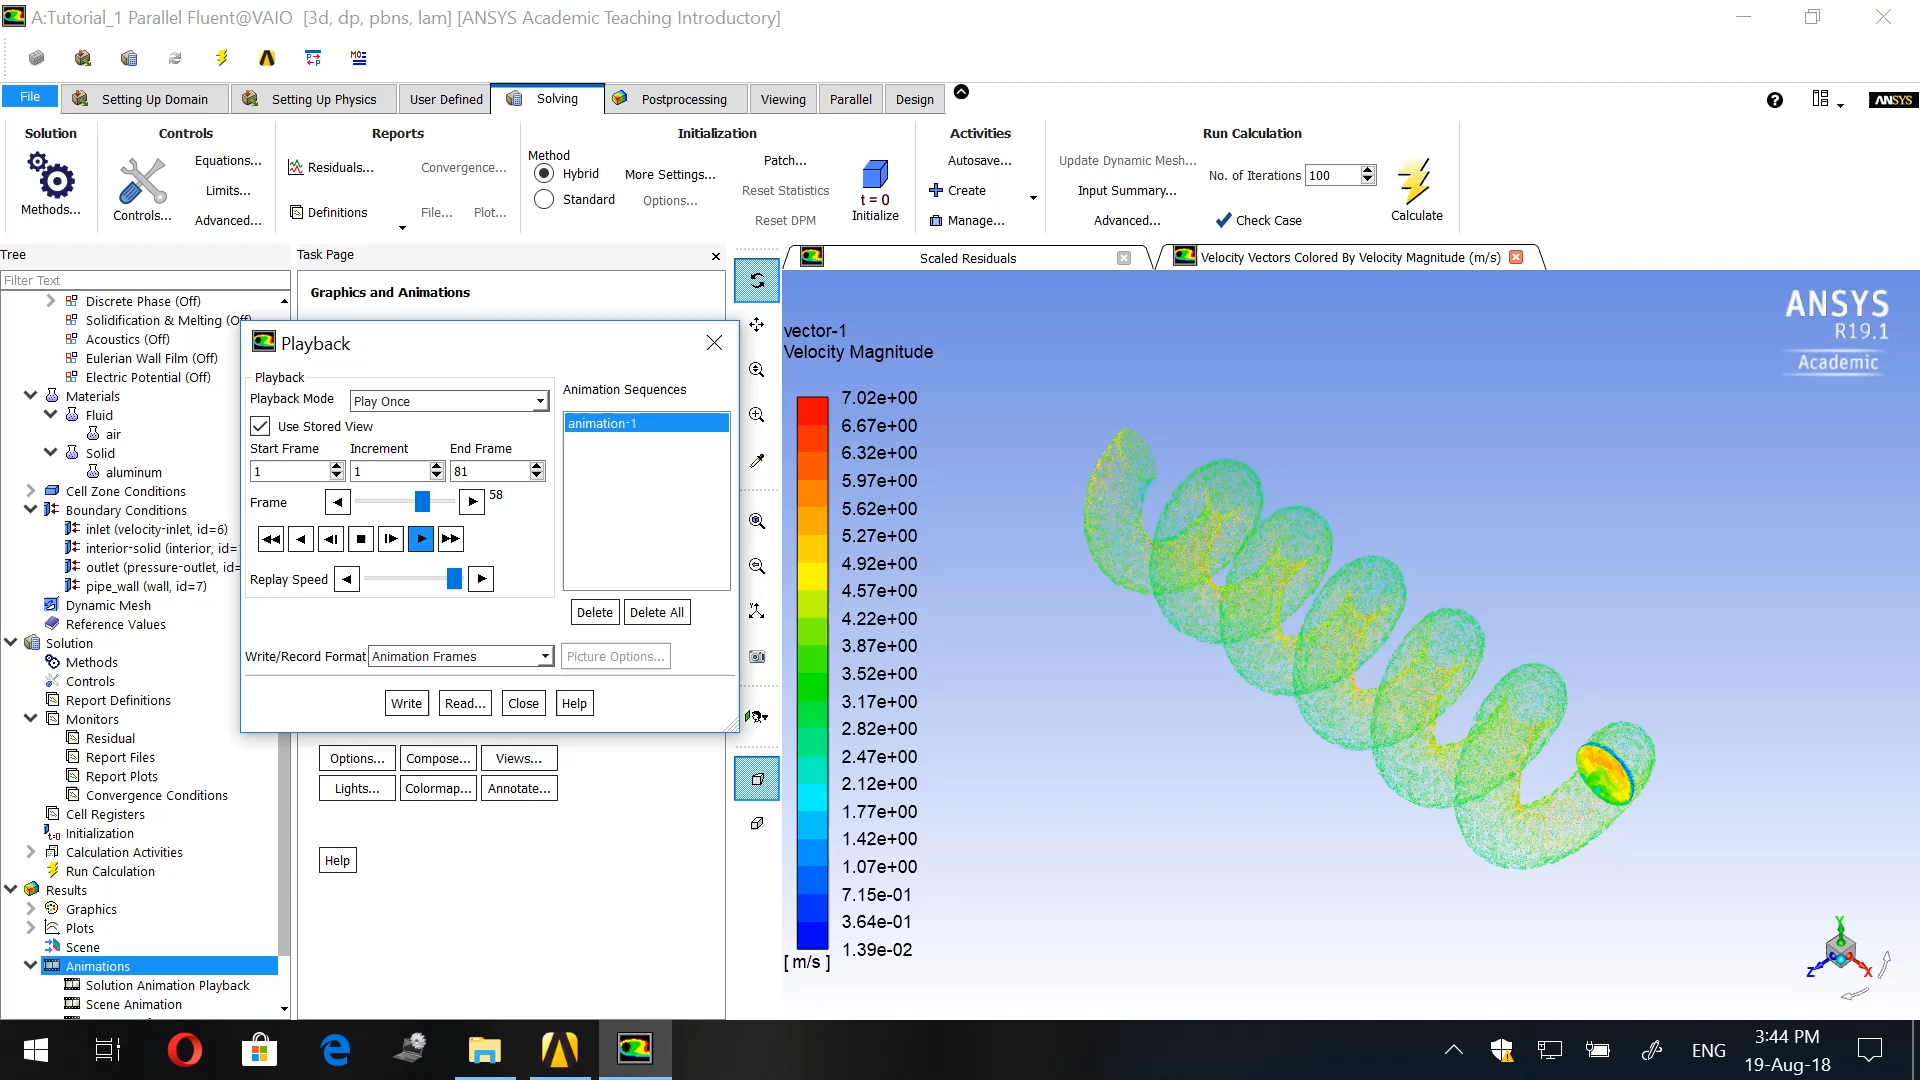 A:Tutorial_1 Parallel Fluent@VAIO [3d, dp, pbns, lam] [ANSYS Academic Teaching Introductory]
File
Setting Up Domain
Setting Up Physics
User Defined
Solving
Postprocessing
Viewing
Parallel
Design
ANSYS
Solution
Methods...
Controls
Controls...
Equations...
Limits...
Advanced...
Reports
Residuals...
Convergence...
Definitions
File...
Plot...
Initialization
Method
Hybrid
Standard
More Settings...
Options...
Patch...
Reset Statistics
Reset DPM
t = 0
Initialize
Activities
Autosave...
Create
Manage...
Run Calculation
Update Dynamic Mesh...
Input Summary...
Advanced...
No. of Iterations 100
Check Case
Calculate
Tree
Filter Text
Discrete Phase (Off)
Solidification & Melting (Off)
Acoustics (Off)
Eulerian Wall Film (Off)
Electric Potential (Off)
Materials
Fluid
air
Solid
aluminum
Cell Zone Conditions
Boundary Conditions
inlet (velocity-inlet, id=6)
interior-solid (interior, id=
outlet (pressure-outlet, id=
pipe_wall (wall, id=7)
Dynamic Mesh
Reference Values
Solution
Methods
Controls
Report Definitions
Monitors
Residual
Report Files
Report Plots
Convergence Conditions
Cell Registers
t=0 Initialization
Calculation Activities
Run Calculation
Results
Graphics
Plots
Scene
Animations
Solution Animation Playback
Scene Animation
Task Page
Graphics and Animations
Playback
Playback
Playback Mode Play Once
Use Stored View
Start Frame Increment End Frame
1 1 81
Frame 58
Replay Speed
Animation Sequences
animation-1
Delete Delete All
Write/Record Format Animation Frames Picture Options...
Write Read... Close Help
Options... Compose... Views...
Lights... Colormap... Annotate...
Help
Scaled Residuals
Velocity Vectors Colored By Velocity Magnitude (m/s)
vector-1
Velocity Magnitude
7.02e+00
6.67e+00
6.32e+00
5.97e+00
5.62e+00
5.27e+00
4.92e+00
4.57e+00
4.22e+00
3.87e+00
3.52e+00
3.17e+00
2.82e+00
2.47e+00
2.12e+00
1.77e+00
1.42e+00
1.07e+00
7.15e-01
3.64e-01
1.39e-02
[ m/s ]
ANSYS
R19.1
Academic
Y
Z
X
ENG
3:44 PM
19-Aug-18